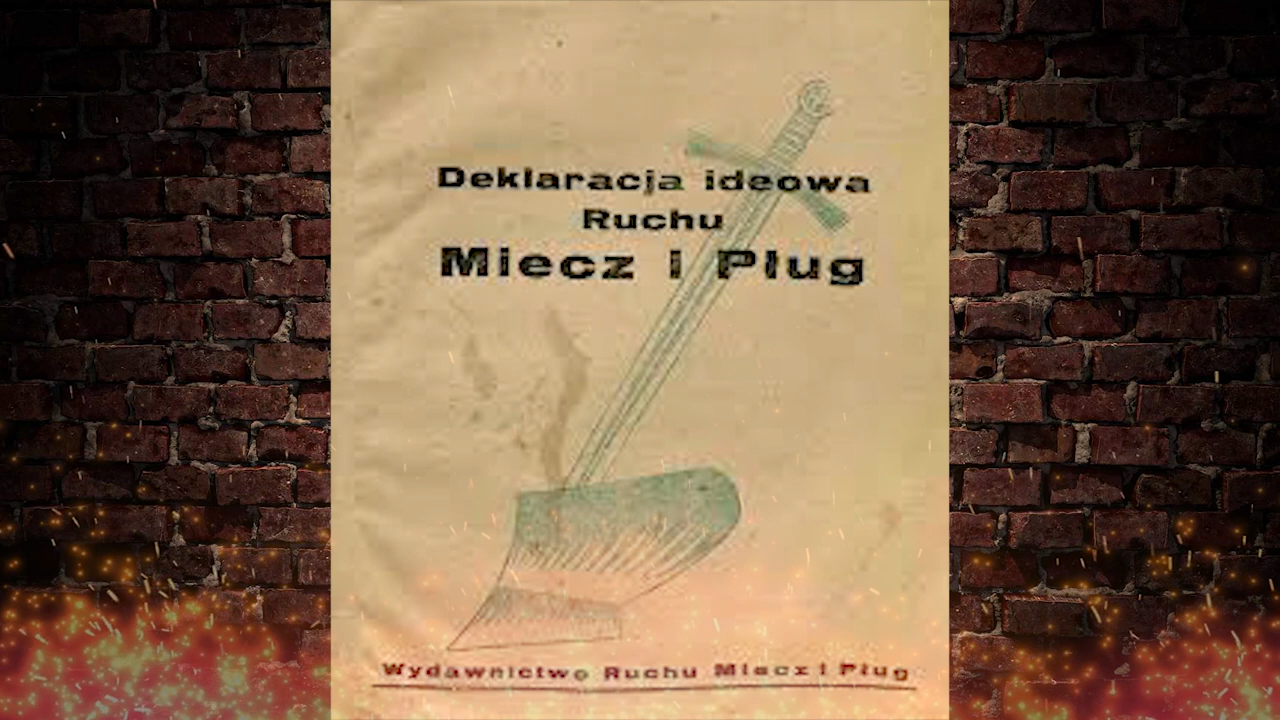 Deklaracja ideowa
Ruchu
Miecz i Pług
Wydawnictwo Ruchu Miecz i Pług